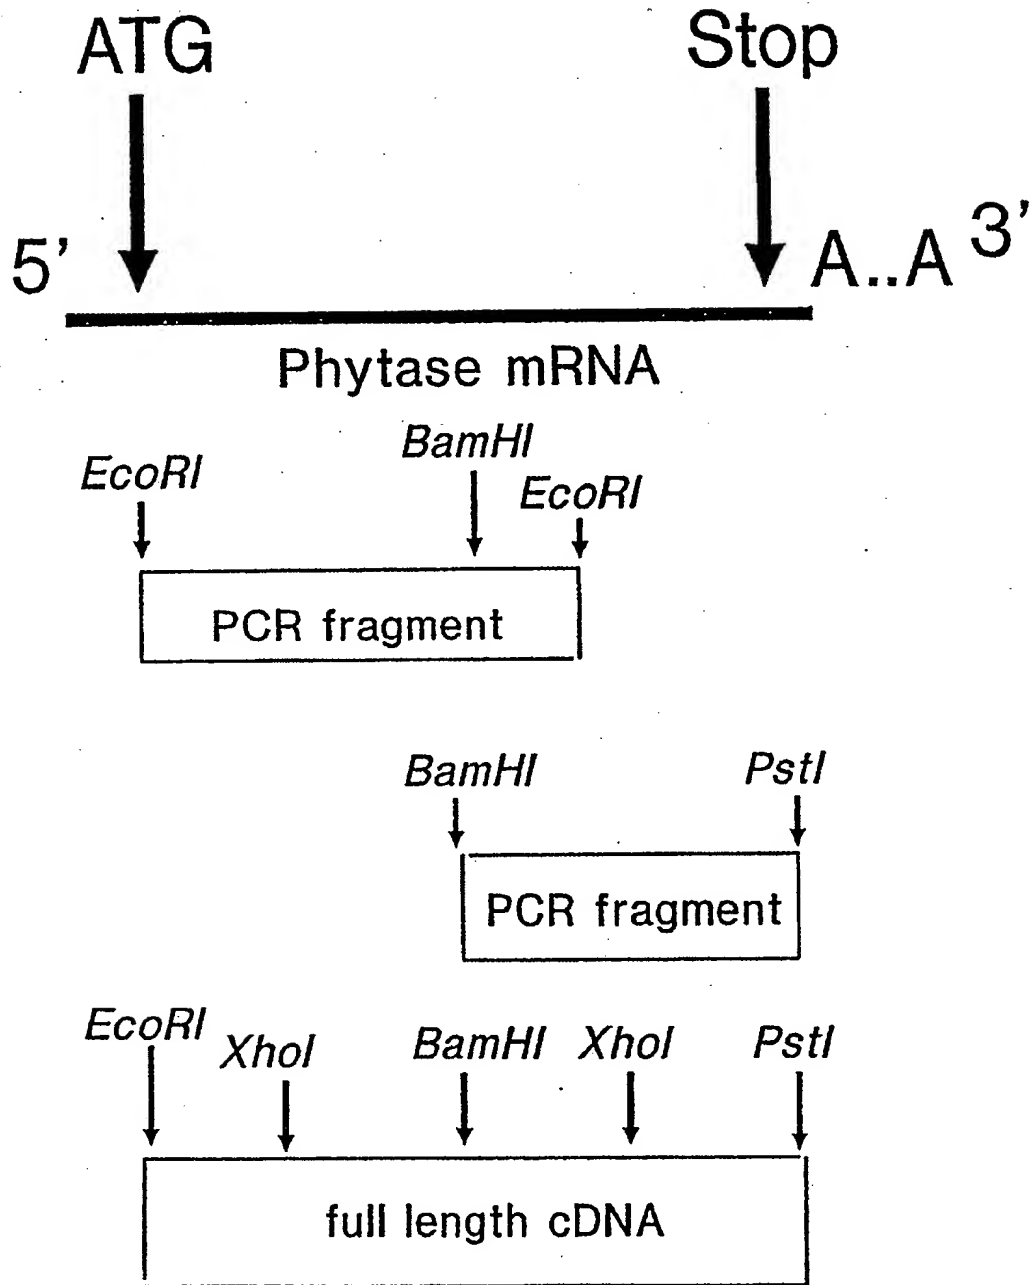 ATG Stop
5' A..A 3'
Phytase mRNA
EcoRI BamHI EcoRI
PCR fragment
BamHI PstI
PCR fragment
EcoRI XhoI BamHI XhoI PstI
full length cDNA